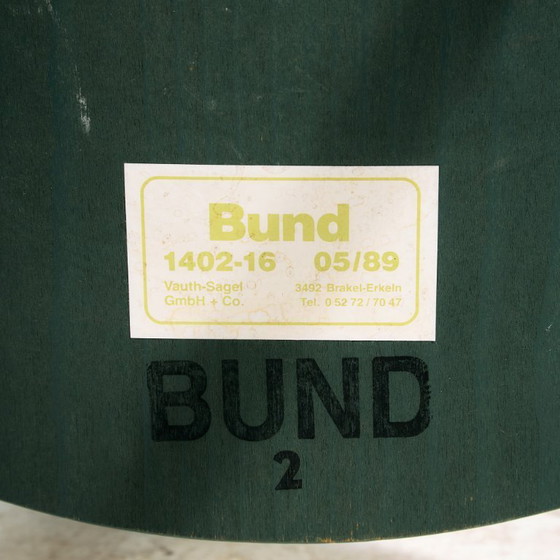 Bund
1402-16 05/89
Vauth-Sagel 3492 Brakel-Erkeln
GmbH + Co. Tel. 0 52 72 / 70 47
BUND
2